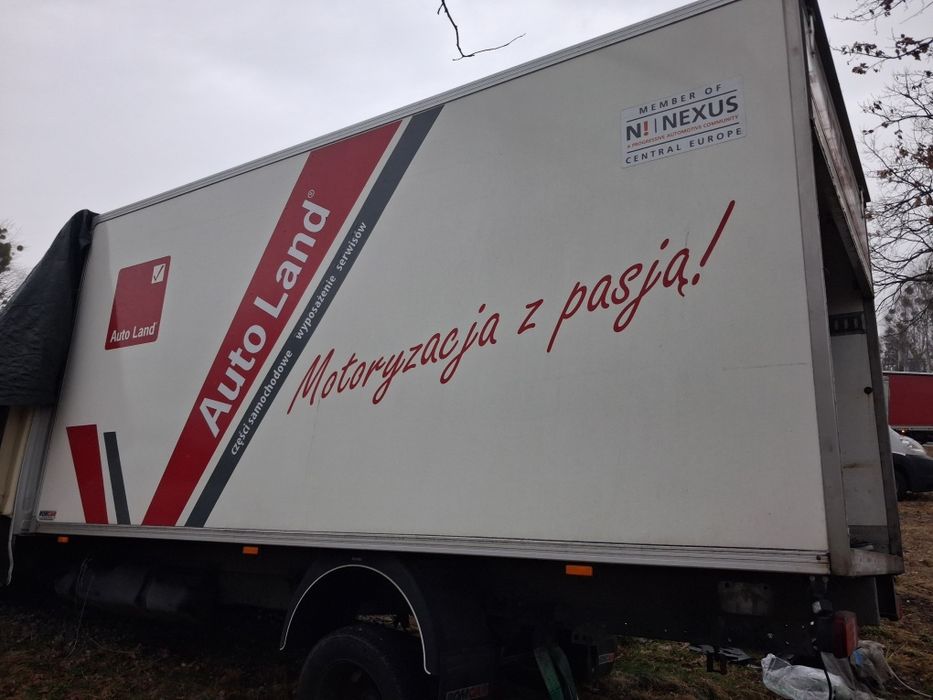 MEMBER OF
N! | NEXUS
A PROGRESSIVE AUTOMOTIVE COMMUNITY
CENTRAL EUROPE
Auto Land
Auto Land®
części samochodowe wyposażenie serwisów
Motoryzacja z pasją!